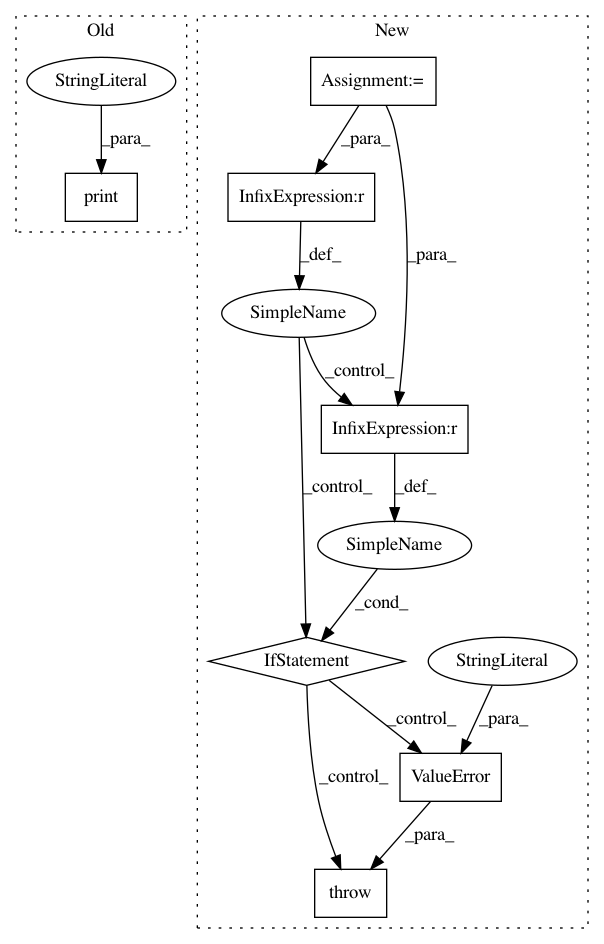 Old
New
StringLiteral
Assignment:=
_para_
_para_
print
InfixExpression:r
_def_
_para_
SimpleName
_control_
InfixExpression:r
_control_
_def_
SimpleName
_cond_
IfStatement
StringLiteral
_control_
_para_
_control_
ValueError
_para_
throw